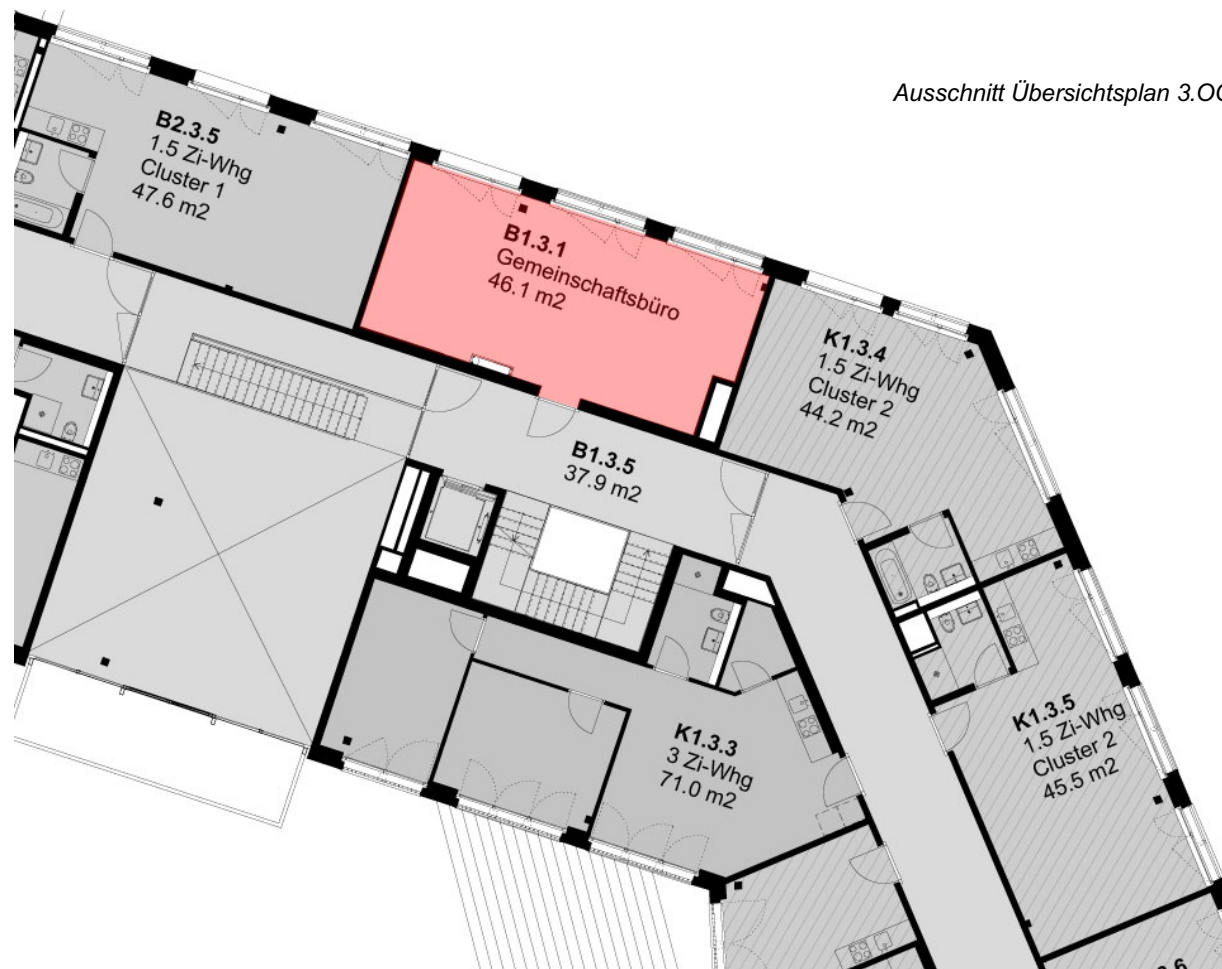 Ausschnitt Übersichtsplan 3.OG
B2.3.5
1.5 Zi-Whg
Cluster 1
47.6 m2
B1.3.1
Gemeinschaftsbüro
46.1 m2
K1.3.4
1.5 Zi-Whg
Cluster 2
44.2 m2
B1.3.5
37.9 m2
K1.3.3
3 Zi-Whg
71.0 m2
K1.3.5
1.5 Zi-Whg
Cluster 2
45.5 m2